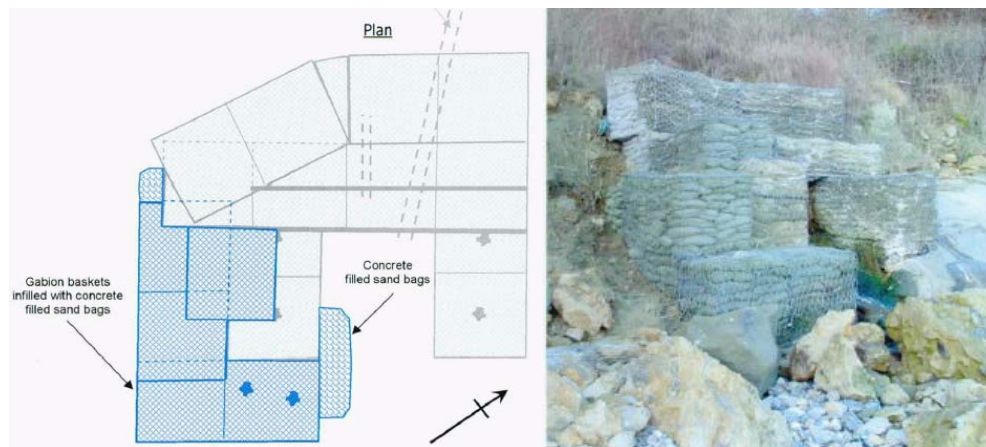 Plan
Gabion baskets
infilled with concrete
filled sand bags
Concrete
filled sand bags